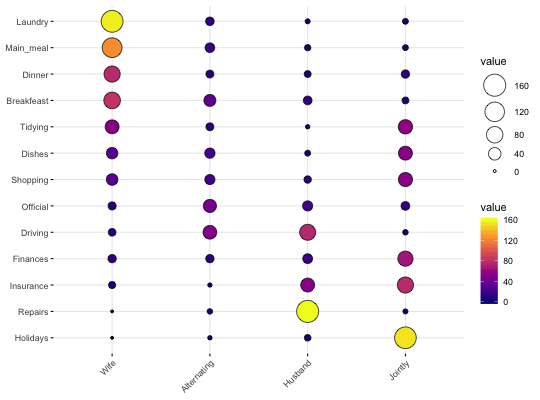 Laundry
Main_meal
Dinner
Breakfeast
Tidying
Dishes
Shopping
Official
Driving
Finances
Insurance
Repairs
Holidays
Wife
Alternating
Husband
Jointly
value
160
120
80
40
0
value
160
120
80
40
0